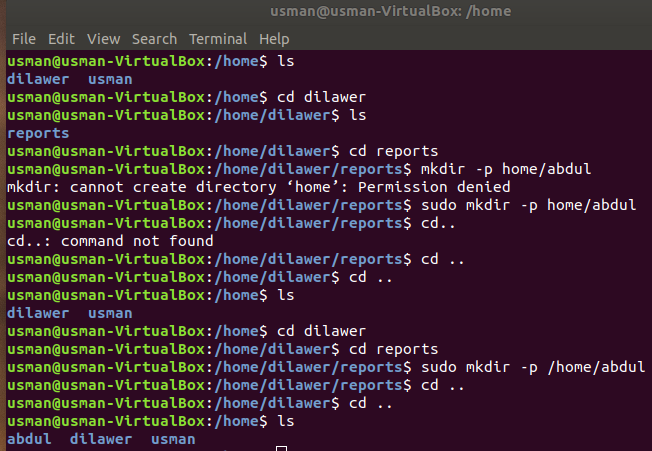 usman@usman-VirtualBox: /home
File Edit View Search Terminal Help
usman@usman-VirtualBox:/home$ ls
dilawer  usman
usman@usman-VirtualBox:/home$ cd dilawer
usman@usman-VirtualBox:/home/dilawer$ ls
reports
usman@usman-VirtualBox:/home/dilawer$ cd reports
usman@usman-VirtualBox:/home/dilawer/reports$ mkdir -p home/abdul
mkdir: cannot create directory ‘home’: Permission denied
usman@usman-VirtualBox:/home/dilawer/reports$ sudo mkdir -p home/abdul
usman@usman-VirtualBox:/home/dilawer/reports$ cd..
cd..: command not found
usman@usman-VirtualBox:/home/dilawer/reports$ cd ..
usman@usman-VirtualBox:/home/dilawer$ cd ..
usman@usman-VirtualBox:/home$ ls
dilawer  usman
usman@usman-VirtualBox:/home$ cd dilawer
usman@usman-VirtualBox:/home/dilawer$ cd reports
usman@usman-VirtualBox:/home/dilawer/reports$ sudo mkdir -p /home/abdul
usman@usman-VirtualBox:/home/dilawer/reports$ cd ..
usman@usman-VirtualBox:/home/dilawer$ cd ..
usman@usman-VirtualBox:/home$ ls
abdul  dilawer  usman